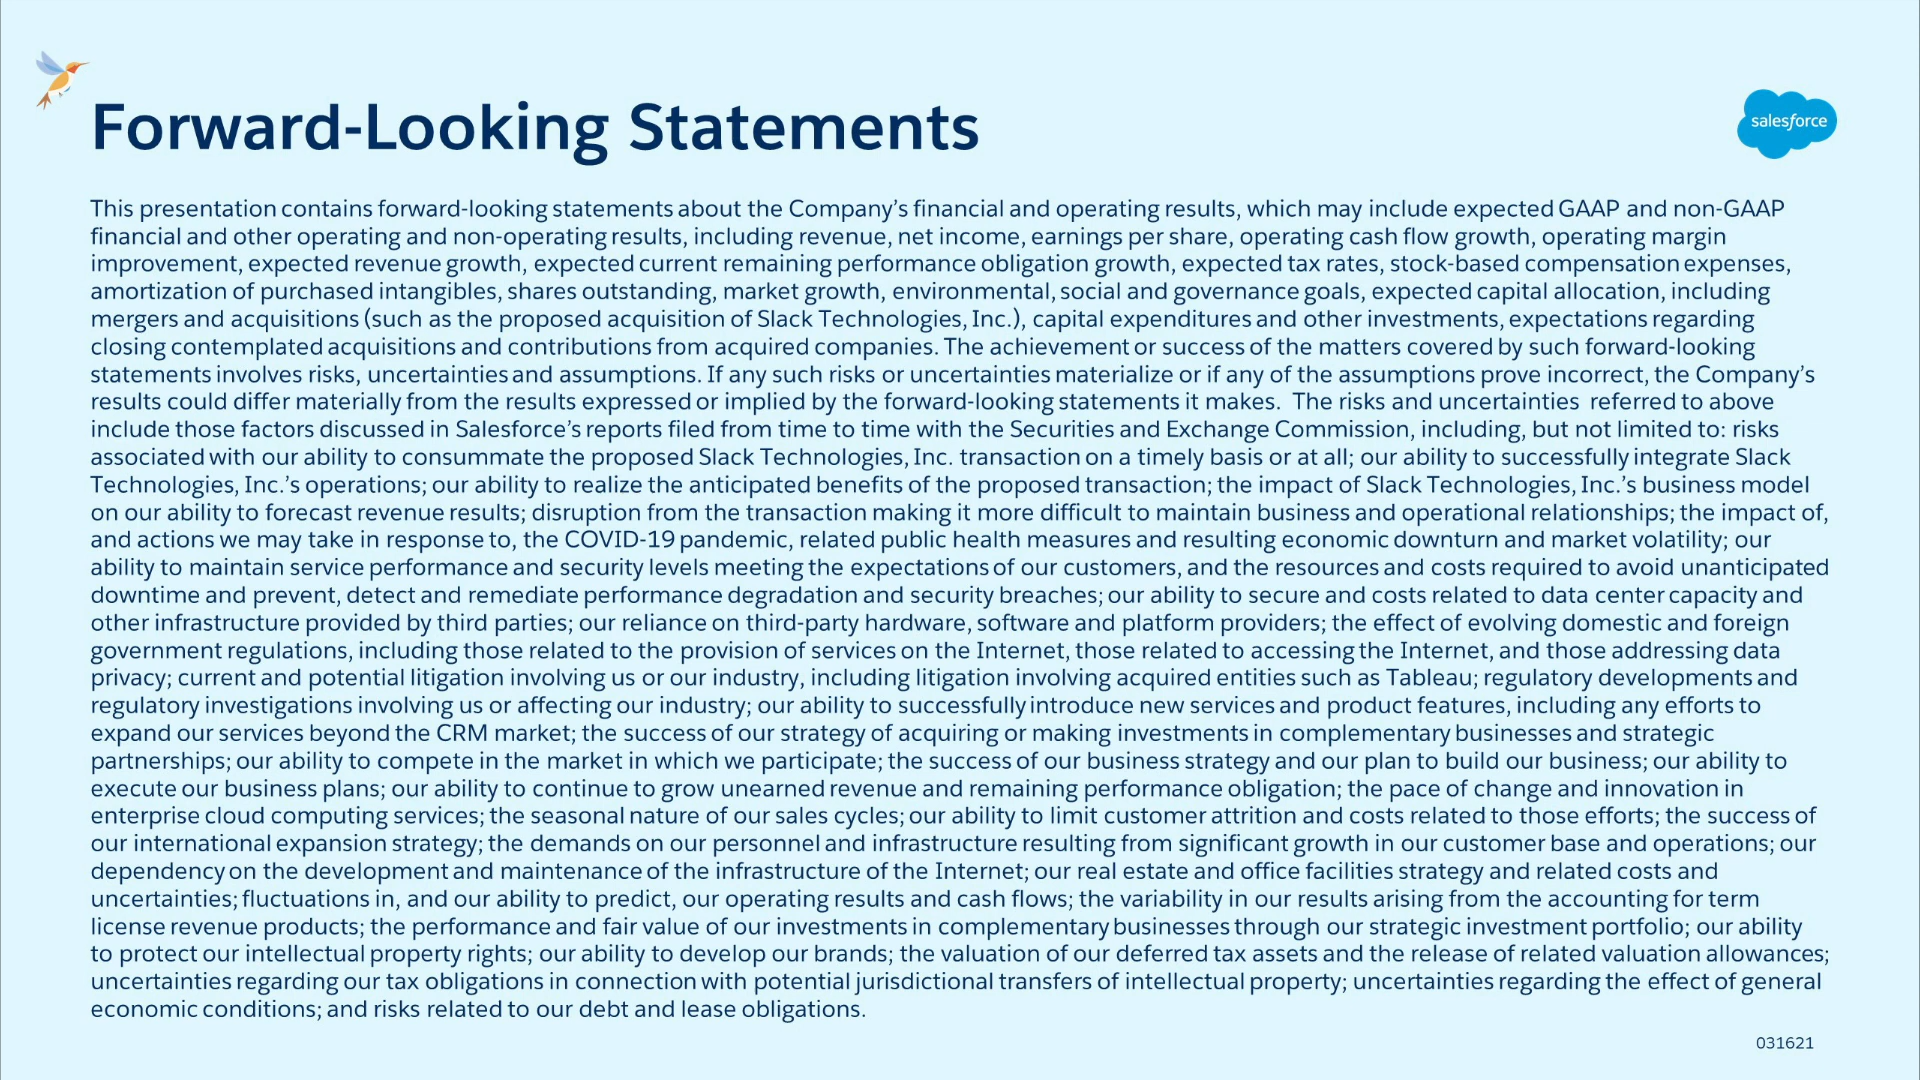 Forward-Looking Statements
salesforce
This presentation contains forward-looking statements about the Company’s financial and operating results, which may include expected GAAP and non-GAAP
financial and other operating and non-operating results, including revenue, net income, earnings per share, operating cash flow growth, operating margin
improvement, expected revenue growth, expected current remaining performance obligation growth, expected tax rates, stock-based compensation expenses,
amortization of purchased intangibles, shares outstanding, market growth, environmental, social and governance goals, expected capital allocation, including
mergers and acquisitions (such as the proposed acquisition of Slack Technologies, Inc.), capital expenditures and other investments, expectations regarding
closing contemplated acquisitions and contributions from acquired companies. The achievement or success of the matters covered by such forward-looking
statements involves risks, uncertainties and assumptions. If any such risks or uncertainties materialize or if any of the assumptions prove incorrect, the Company’s
results could differ materially from the results expressed or implied by the forward-looking statements it makes.  The risks and uncertainties  referred to above
include those factors discussed in Salesforce’s reports filed from time to time with the Securities and Exchange Commission, including, but not limited to: risks
associated with our ability to consummate the proposed Slack Technologies, Inc. transaction on a timely basis or at all; our ability to successfully integrate Slack
Technologies, Inc.’s operations; our ability to realize the anticipated benefits of the proposed transaction; the impact of Slack Technologies, Inc.’s business model
on our ability to forecast revenue results; disruption from the transaction making it more difficult to maintain business and operational relationships; the impact of,
and actions we may take in response to, the COVID-19 pandemic, related public health measures and resulting economic downturn and market volatility; our
ability to maintain service performance and security levels meeting the expectations of our customers, and the resources and costs required to avoid unanticipated
downtime and prevent, detect and remediate performance degradation and security breaches; our ability to secure and costs related to data center capacity and
other infrastructure provided by third parties; our reliance on third-party hardware, software and platform providers; the effect of evolving domestic and foreign
government regulations, including those related to the provision of services on the Internet, those related to accessing the Internet, and those addressing data
privacy; current and potential litigation involving us or our industry, including litigation involving acquired entities such as Tableau; regulatory developments and
regulatory investigations involving us or affecting our industry; our ability to successfully introduce new services and product features, including any efforts to
expand our services beyond the CRM market; the success of our strategy of acquiring or making investments in complementary businesses and strategic
partnerships; our ability to compete in the market in which we participate; the success of our business strategy and our plan to build our business; our ability to
execute our business plans; our ability to continue to grow unearned revenue and remaining performance obligation; the pace of change and innovation in
enterprise cloud computing services; the seasonal nature of our sales cycles; our ability to limit customer attrition and costs related to those efforts; the success of
our international expansion strategy; the demands on our personnel and infrastructure resulting from significant growth in our customer base and operations; our
dependency on the development and maintenance of the infrastructure of the Internet; our real estate and office facilities strategy and related costs and
uncertainties; fluctuations in, and our ability to predict, our operating results and cash flows; the variability in our results arising from the accounting for term
license revenue products; the performance and fair value of our investments in complementary businesses through our strategic investment portfolio; our ability
to protect our intellectual property rights; our ability to develop our brands; the valuation of our deferred tax assets and the release of related valuation allowances;
uncertainties regarding our tax obligations in connection with potential jurisdictional transfers of intellectual property; uncertainties regarding the effect of general
economic conditions; and risks related to our debt and lease obligations.
031621